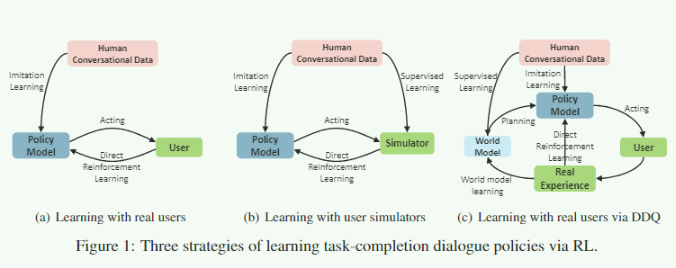 Human
Conversational Data
Imitation
Learning
Acting
Policy
Model
User
Direct
Reinforcement
Learning
(a) Learning with real users
Human
Conversational Data
Imitation
Learning
Supervised
Learning
Acting
Policy
Model
Simulator
Direct
Reinforcement
Learning
(b) Learning with user simulators
Human
Conversational Data
Supervised
Learning
Imitation
Learning
Policy
Model
Acting
Planning
World
Model
Direct
Reinforcement
Learning
User
World model
learning
Real
Experience
(c) Learning with real users via DDQ
Figure 1: Three strategies of learning task-completion dialogue policies via RL.